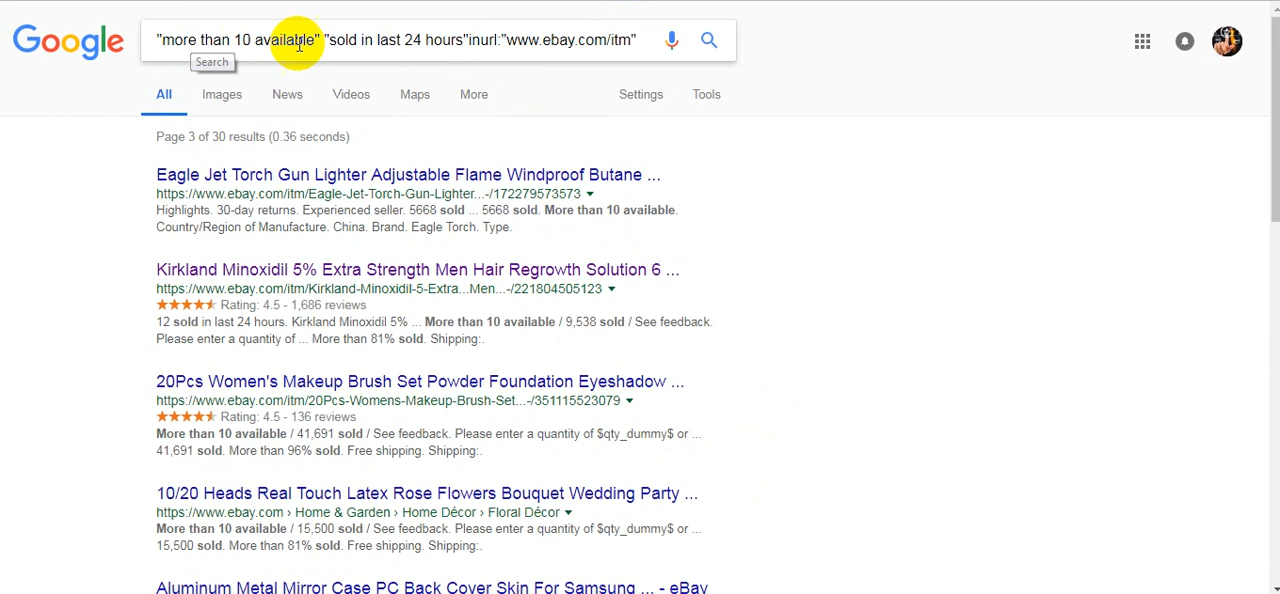 Google
"more than 10 available" "sold in last 24 hours"inurl:"www.ebay.com/itm"
Search
All Images News Videos Maps More Settings Tools
Page 3 of 30 results (0.36 seconds)
Eagle Jet Torch Gun Lighter Adjustable Flame Windproof Butane ...
https://www.ebay.com/itm/Eagle-Jet-Torch-Gun-Lighter...-/172279573573
Highlights. 30-day returns. Experienced seller. 5668 sold ... 5668 sold. More than 10 available.
Country/Region of Manufacture. China. Brand. Eagle Torch. Type.
Kirkland Minoxidil 5% Extra Strength Men Hair Regrowth Solution 6 ...
https://www.ebay.com/itm/Kirkland-Minoxidil-5-Extra...Men...-/221804505123
Rating: 4.5 - 1,686 reviews
12 sold in last 24 hours. Kirkland Minoxidil 5% ... More than 10 available / 9,538 sold / See feedback.
Please enter a quantity of ... More than 81% sold. Shipping:.
20Pcs Women's Makeup Brush Set Powder Foundation Eyeshadow ...
https://www.ebay.com/itm/20Pcs-Womens-Makeup-Brush-Set...-/351115523079
Rating: 4.5 - 136 reviews
More than 10 available / 41,691 sold / See feedback. Please enter a quantity of $qty_dummy$ or ...
41,691 sold. More than 96% sold. Free shipping. Shipping:.
10/20 Heads Real Touch Latex Rose Flowers Bouquet Wedding Party ...
https://www.ebay.com › Home & Garden › Home Décor › Floral Décor
More than 10 available / 15,500 sold / See feedback. Please enter a quantity of $qty_dummy$ or ...
15,500 sold. More than 81% sold. Free shipping. Shipping:.
Aluminum Metal Mirror Case PC Back Cover Skin For Samsung ... - eBay